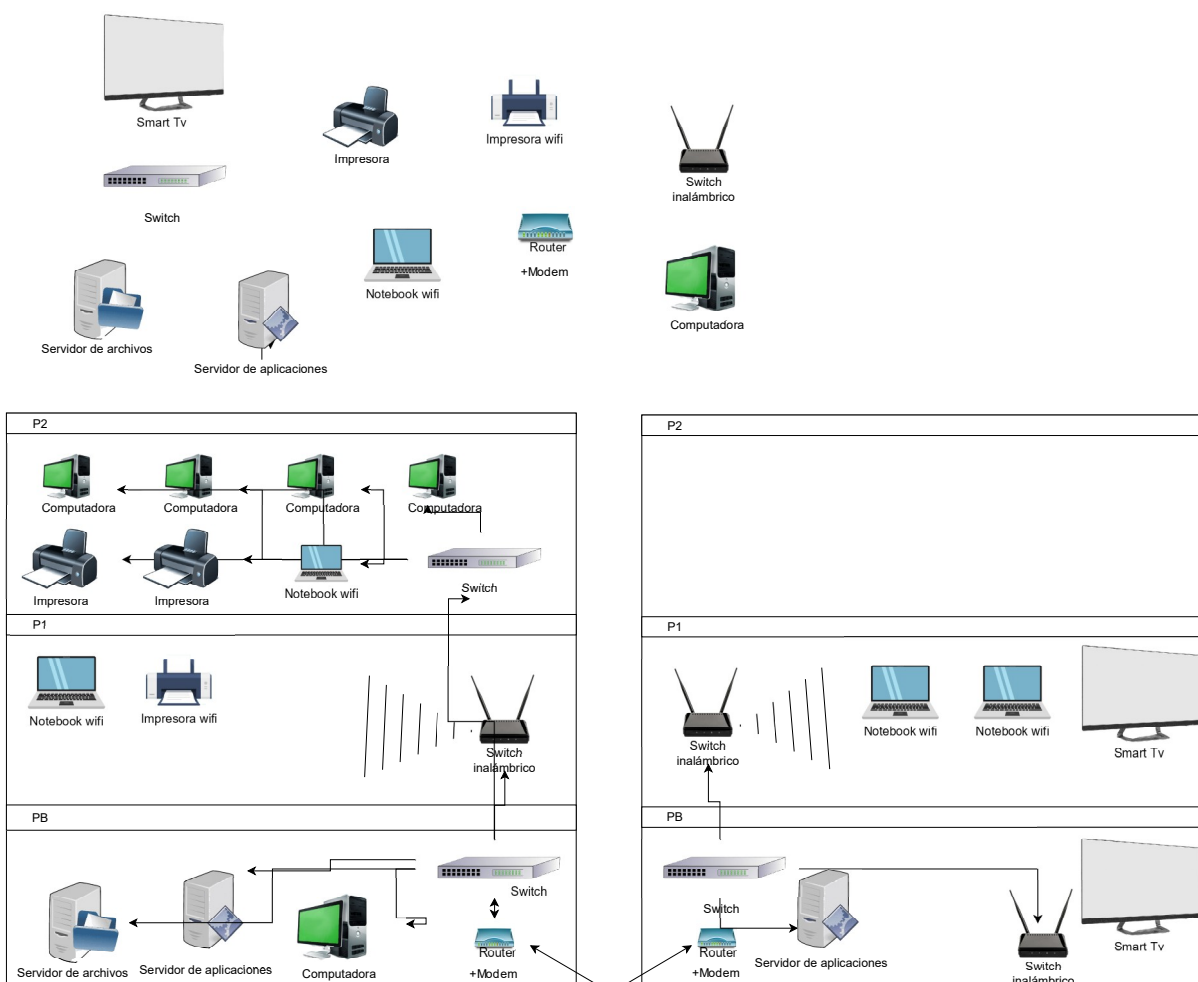 Smart Tv
Impresora
Impresora wifi
Switch
inalámbrico
Switch
Notebook wifi
Router
+Modem
Computadora
Servidor de archivos
Servidor de aplicaciones
P2
Computadora
Computadora
Computadora
Computadora
Impresora
Impresora
Notebook wifi
Switch
P1
Notebook wifi
Impresora wifi
Switch
inalámbrico
PB
Switch
Servidor de archivos
Servidor de aplicaciones
Computadora
Router
+Modem
P2
P1
Switch
inalámbrico
Notebook wifi
Notebook wifi
Smart Tv
PB
Switch
Router
+Modem
Servidor de aplicaciones
Switch
inalámbrico
Smart Tv